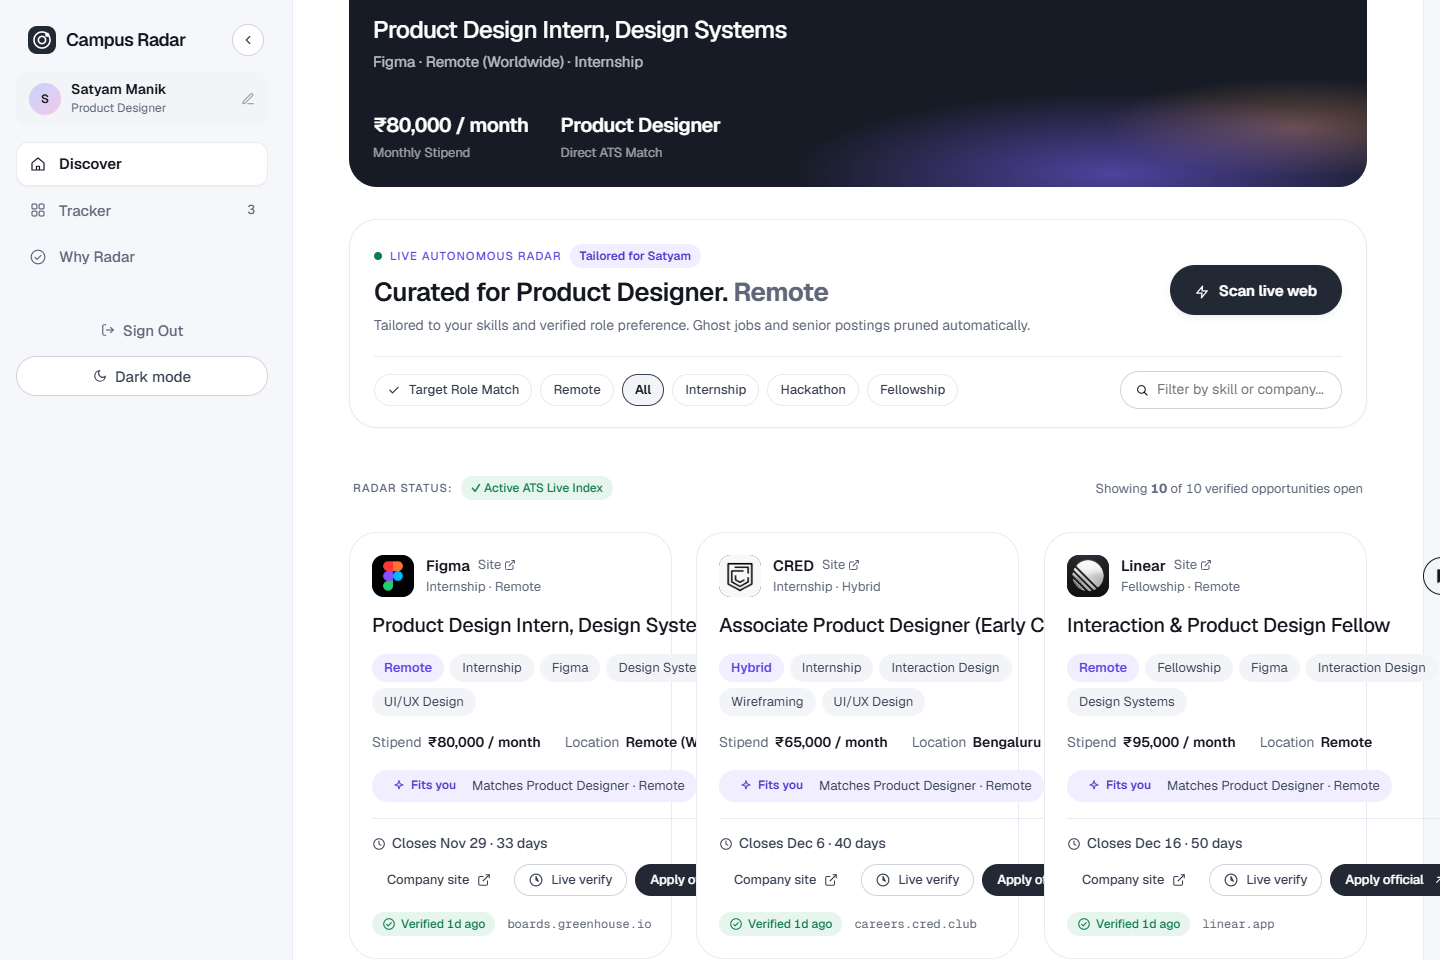 Campus Radar
S
Satyam Manik
Product Designer
Discover
Tracker 3
Why Radar
Sign Out
Dark mode
Product Design Intern, Design Systems
Figma · Remote (Worldwide) · Internship
₹80,000 / month Product Designer
Monthly Stipend Direct ATS Match
LIVE AUTONOMOUS RADAR Tailored for Satyam
Curated for Product Designer. Remote
Tailored to your skills and verified role preference. Ghost jobs and senior postings pruned automatically.
Scan live web
Target Role Match Remote All Internship Hackathon Fellowship Filter by skill or company...
RADAR STATUS: ✓ Active ATS Live Index Showing 10 of 10 verified opportunities open
Figma Site
Internship · Remote
Product Design Intern, Design Syste
Remote Internship Figma Design Syste
UI/UX Design
Stipend ₹80,000 / month Location Remote (W
Fits you Matches Product Designer · Remote
Closes Nov 29 · 33 days
Company site Live verify Apply of
Verified 1d ago boards.greenhouse.io
CRED Site
Internship · Hybrid
Associate Product Designer (Early C
Hybrid Internship Interaction Design
Wireframing UI/UX Design
Stipend ₹65,000 / month Location Bengaluru
Fits you Matches Product Designer · Remote
Closes Dec 6 · 40 days
Company site Live verify Apply of
Verified 1d ago careers.cred.club
Linear Site
Fellowship · Remote
Interaction & Product Design Fellow
Remote Fellowship Figma Interaction Design
Design Systems
Stipend ₹95,000 / month Location Remote
Fits you Matches Product Designer · Remote
Closes Dec 16 · 50 days
Company site Live verify Apply official
Verified 1d ago linear.app